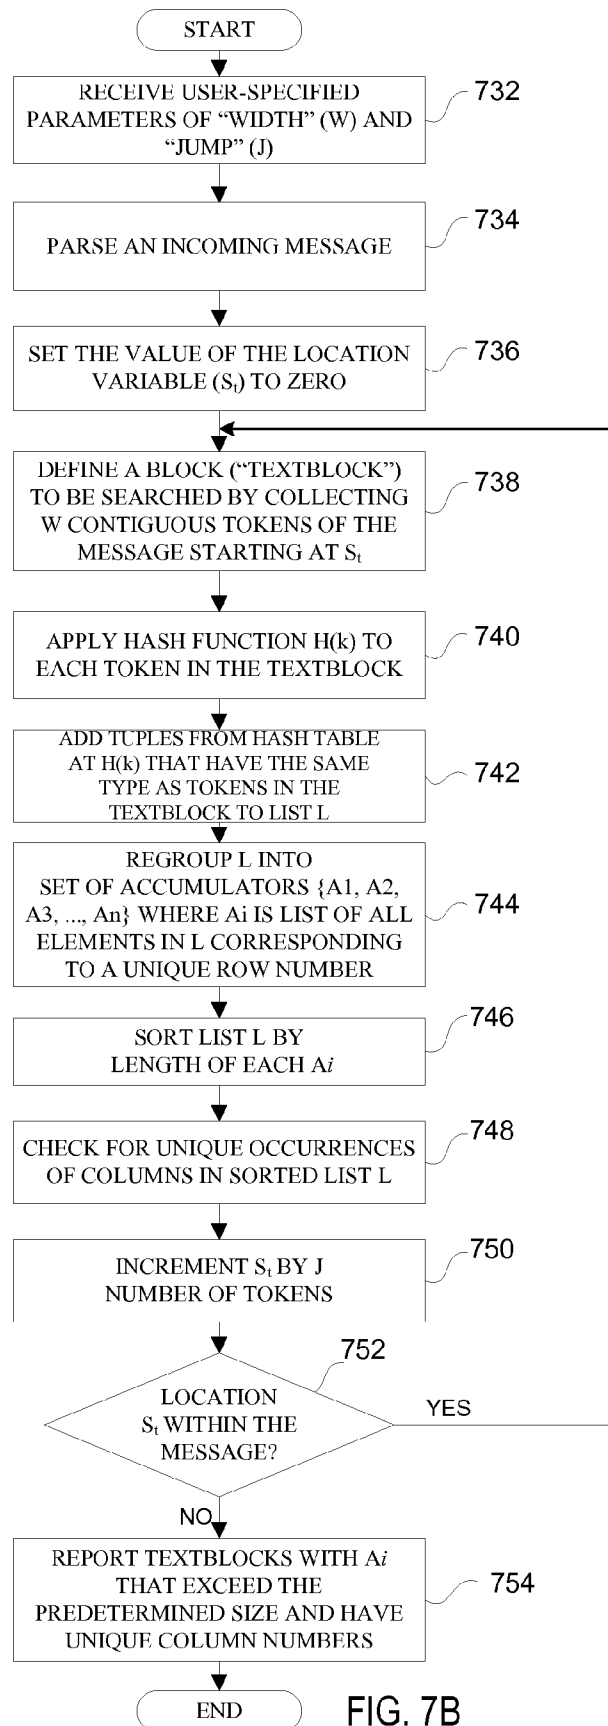 START
RECEIVE USER-SPECIFIED
PARAMETERS OF “WIDTH” (W) AND
“JUMP” (J)
732
PARSE AN INCOMING MESSAGE
734
SET THE VALUE OF THE LOCATION
VARIABLE (St) TO ZERO
736
DEFINE A BLOCK (“TEXTBLOCK”)
TO BE SEARCHED BY COLLECTING
W CONTIGUOUS TOKENS OF THE
MESSAGE STARTING AT St
738
APPLY HASH FUNCTION H(k) TO
EACH TOKEN IN THE TEXTBLOCK
740
ADD TUPLES FROM HASH TABLE
AT H(k) THAT HAVE THE SAME
TYPE AS TOKENS IN THE
TEXTBLOCK TO LIST L
742
REGROUP L INTO
SET OF ACCUMULATORS {A1, A2,
A3, ..., An} WHERE Ai IS LIST OF ALL
ELEMENTS IN L CORRESPONDING
TO A UNIQUE ROW NUMBER
744
SORT LIST L BY
LENGTH OF EACH Ai
746
CHECK FOR UNIQUE OCCURRENCES
OF COLUMNS IN SORTED LIST L
748
INCREMENT St BY J
NUMBER OF TOKENS
750
752
LOCATION
St WITHIN THE
MESSAGE?
YES
NO
REPORT TEXTBLOCKS WITH Ai
THAT EXCEED THE
PREDETERMINED SIZE AND HAVE
UNIQUE COLUMN NUMBERS
754
END
FIG. 7B